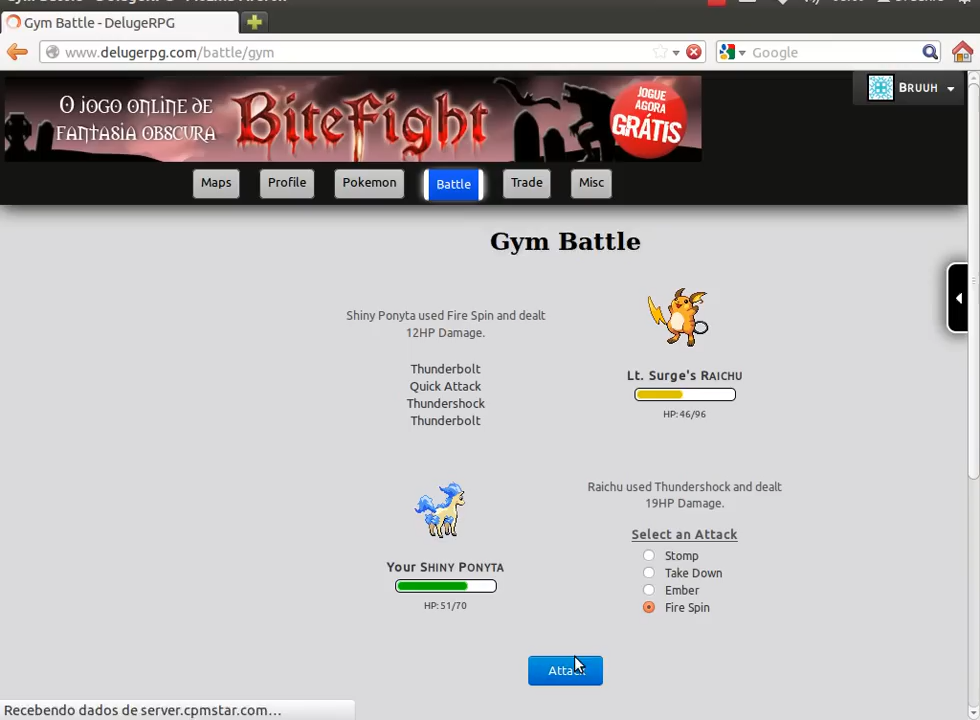 Gym Battle - DelugeRPG
www.delugerpg.com/battle/gym
Google
O JOGO ONLINE DE
FANTASIA OBSCURA
BiteFight
JOGUE
AGORA
GRÁTIS
BRUUH
Maps
Profile
Pokemon
Battle
Trade
Misc
Gym Battle
Shiny Ponyta used Fire Spin and dealt
12HP Damage.
Thunderbolt
Quick Attack
Thundershock
Thunderbolt
Lt. Surge's RAICHU
HP: 46/96
Raichu used Thundershock and dealt
19HP Damage.
Select an Attack
Stomp
Take Down
Ember
Fire Spin
Your SHINY PONYTA
HP: 51/70
Attack
Recebendo dados de server.cpmstar.com...